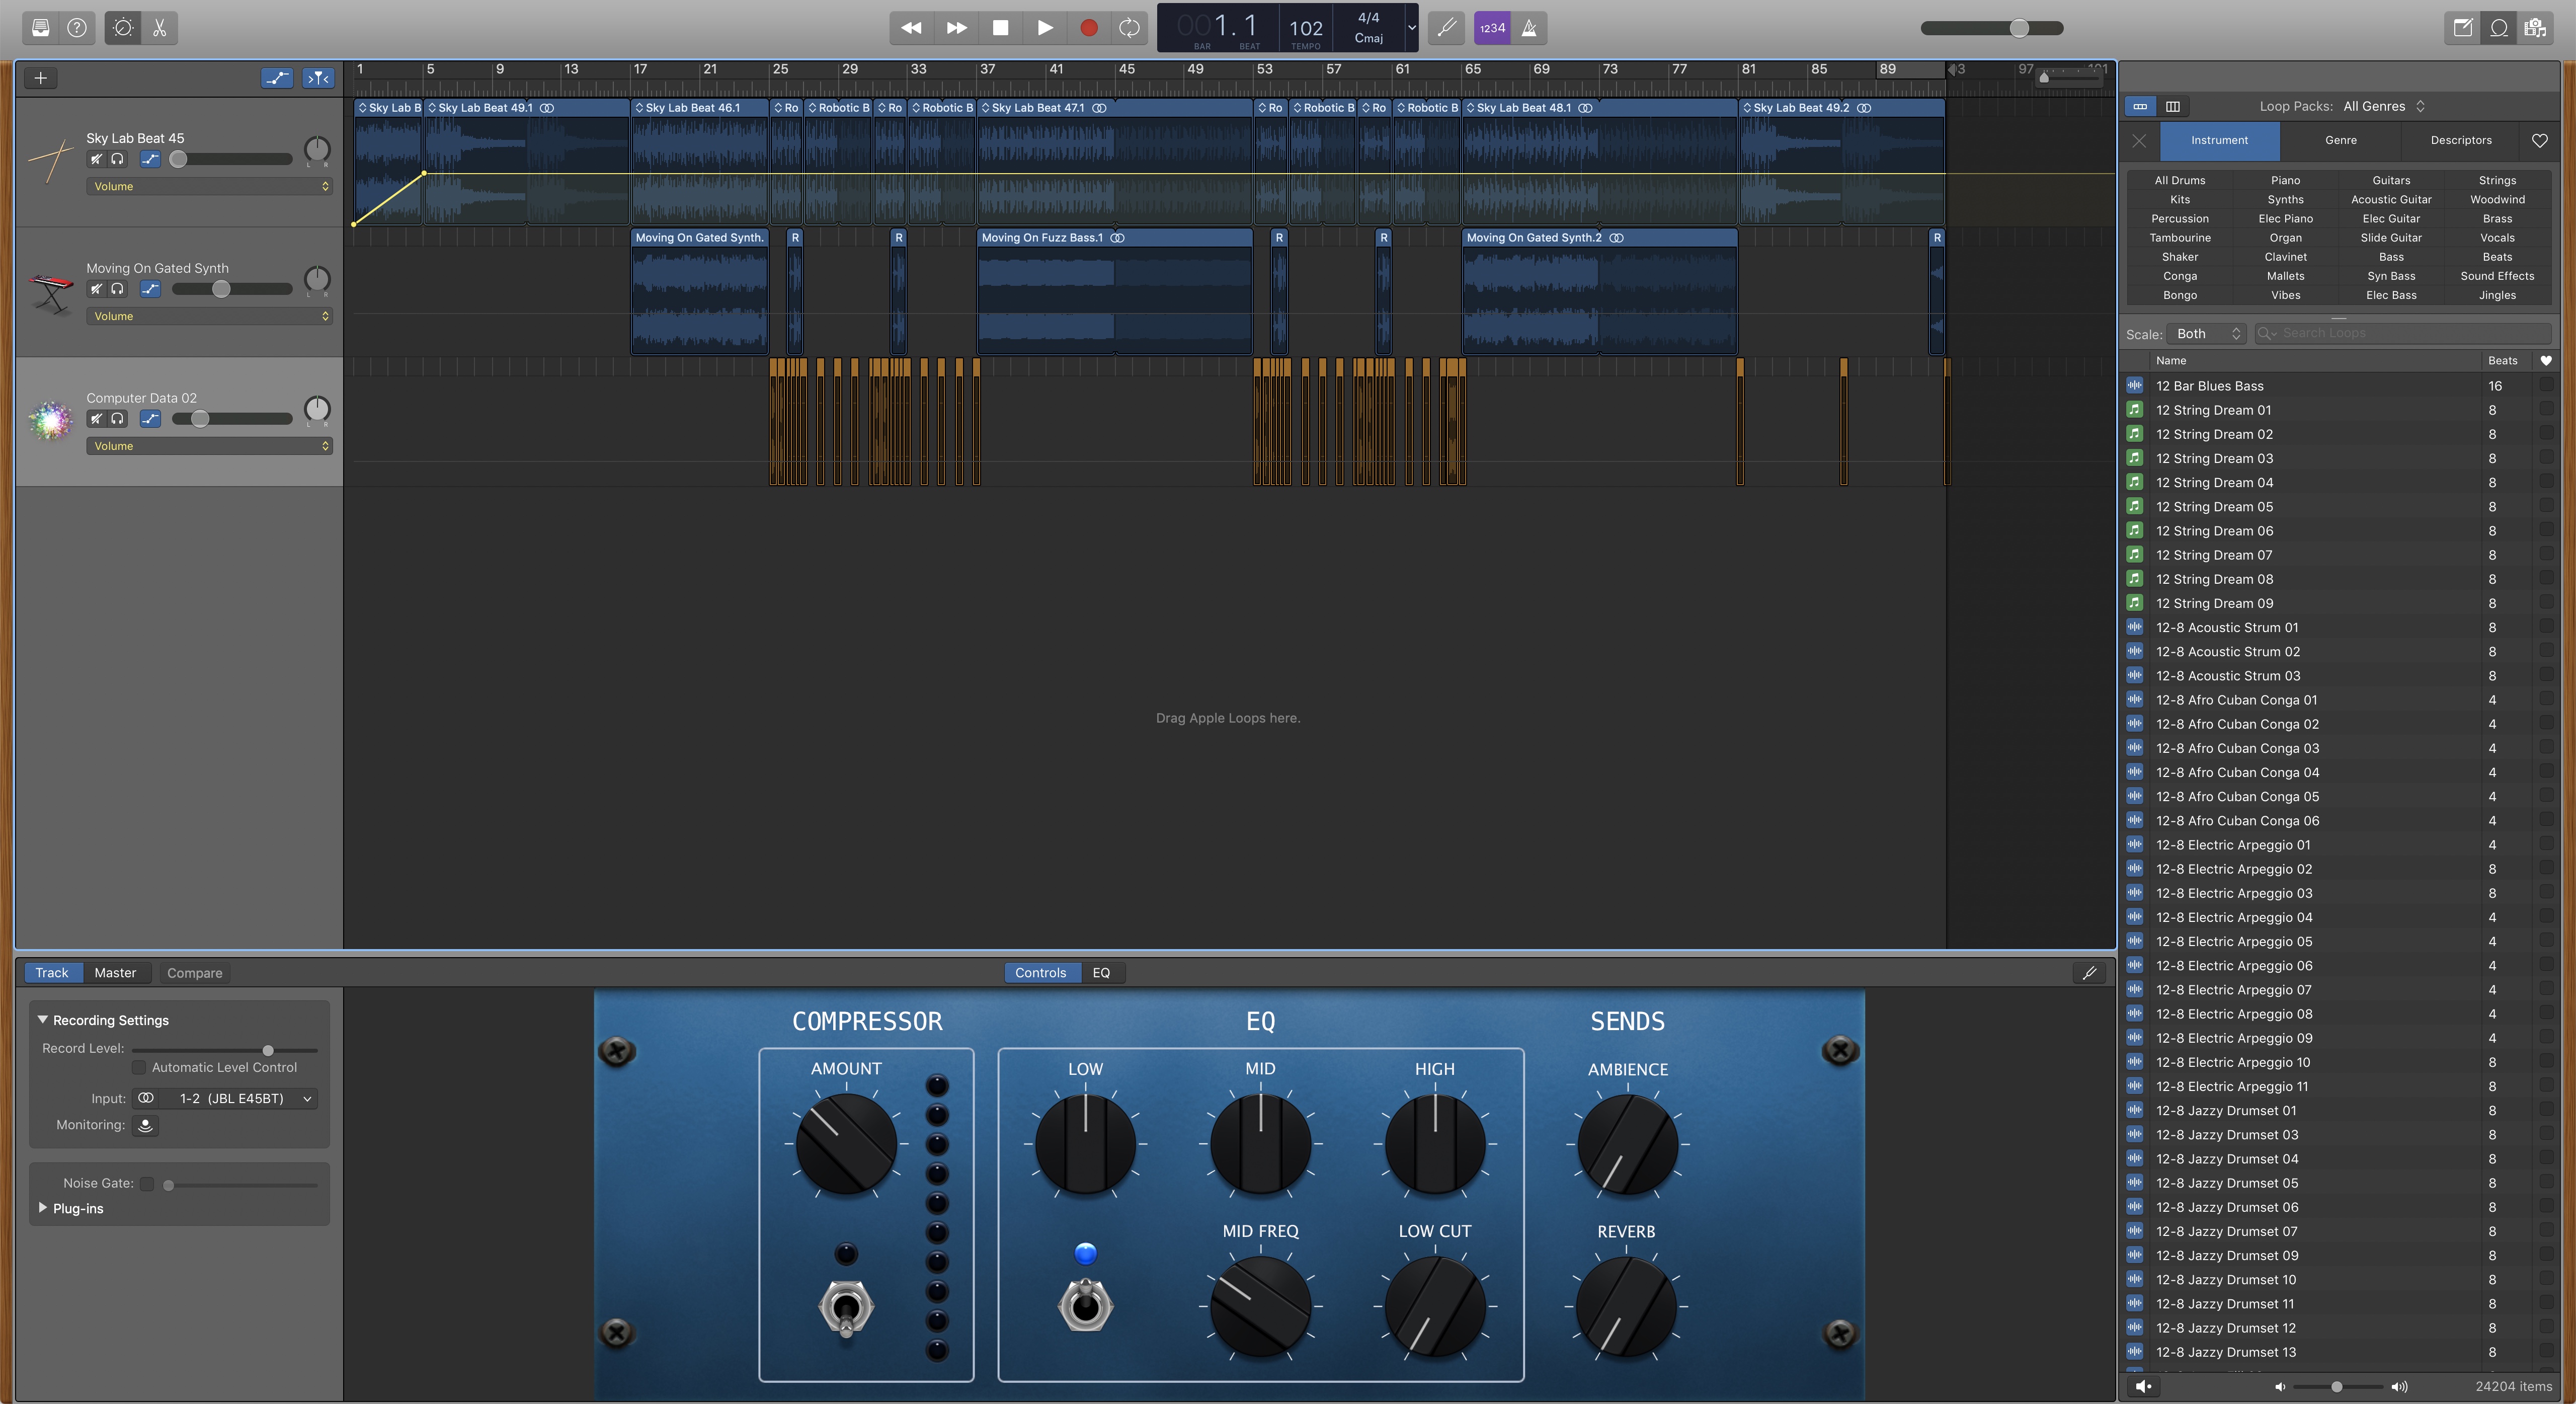 001.1
BAR BEAT
102
TEMPO
4/4
Cmaj
1234
1 5 9 13 17 21 25 29 33 37 41 45 49 53 57 61 65 69 73 77 81 85 89 97 101
Sky Lab Beat 45
L R
Volume
Sky Lab B Sky Lab Beat 49.1 Sky Lab Beat 46.1 Ro Robotic B Ro Robotic B Sky Lab Beat 47.1 Ro Robotic B Ro Robotic B Sky Lab Beat 48.1 Sky Lab Beat 49.2
Moving On Gated Synth
L R
Volume
Moving On Gated Synth. R R Moving On Fuzz Bass.1 R R Moving On Gated Synth.2 R
Computer Data 02
L R
Volume
Drag Apple Loops here.
Loop Packs: All Genres
Instrument Genre Descriptors
All Drums Piano Guitars Strings
Kits Synths Acoustic Guitar Woodwind
Percussion Elec Piano Elec Guitar Brass
Tambourine Organ Slide Guitar Vocals
Shaker Clavinet Bass Beats
Conga Mallets Syn Bass Sound Effects
Bongo Vibes Elec Bass Jingles
Scale: Both Search Loops
Name Beats
12 Bar Blues Bass 16
12 String Dream 01 8
12 String Dream 02 8
12 String Dream 03 8
12 String Dream 04 8
12 String Dream 05 8
12 String Dream 06 8
12 String Dream 07 8
12 String Dream 08 8
12 String Dream 09 8
12-8 Acoustic Strum 01 8
12-8 Acoustic Strum 02 8
12-8 Acoustic Strum 03 8
12-8 Afro Cuban Conga 01 4
12-8 Afro Cuban Conga 02 4
12-8 Afro Cuban Conga 03 4
12-8 Afro Cuban Conga 04 4
12-8 Afro Cuban Conga 05 4
12-8 Afro Cuban Conga 06 4
12-8 Electric Arpeggio 01 4
12-8 Electric Arpeggio 02 8
12-8 Electric Arpeggio 03 8
12-8 Electric Arpeggio 04 4
12-8 Electric Arpeggio 05 4
12-8 Electric Arpeggio 06 4
12-8 Electric Arpeggio 07 4
12-8 Electric Arpeggio 08 4
12-8 Electric Arpeggio 09 4
12-8 Electric Arpeggio 10 8
12-8 Electric Arpeggio 11 8
12-8 Jazzy Drumset 01 8
12-8 Jazzy Drumset 03 8
12-8 Jazzy Drumset 04 8
12-8 Jazzy Drumset 05 8
12-8 Jazzy Drumset 06 8
12-8 Jazzy Drumset 07 8
12-8 Jazzy Drumset 09 8
12-8 Jazzy Drumset 10 8
12-8 Jazzy Drumset 11 8
12-8 Jazzy Drumset 12 8
12-8 Jazzy Drumset 13 8
24204 items
Track Master Compare
Controls EQ
Recording Settings
Record Level:
Automatic Level Control
Input: 1-2 (JBL E45BT)
Monitoring:
Noise Gate:
Plug-ins
COMPRESSOR EQ SENDS
AMOUNT LOW MID HIGH AMBIENCE
MID FREQ LOW CUT REVERB